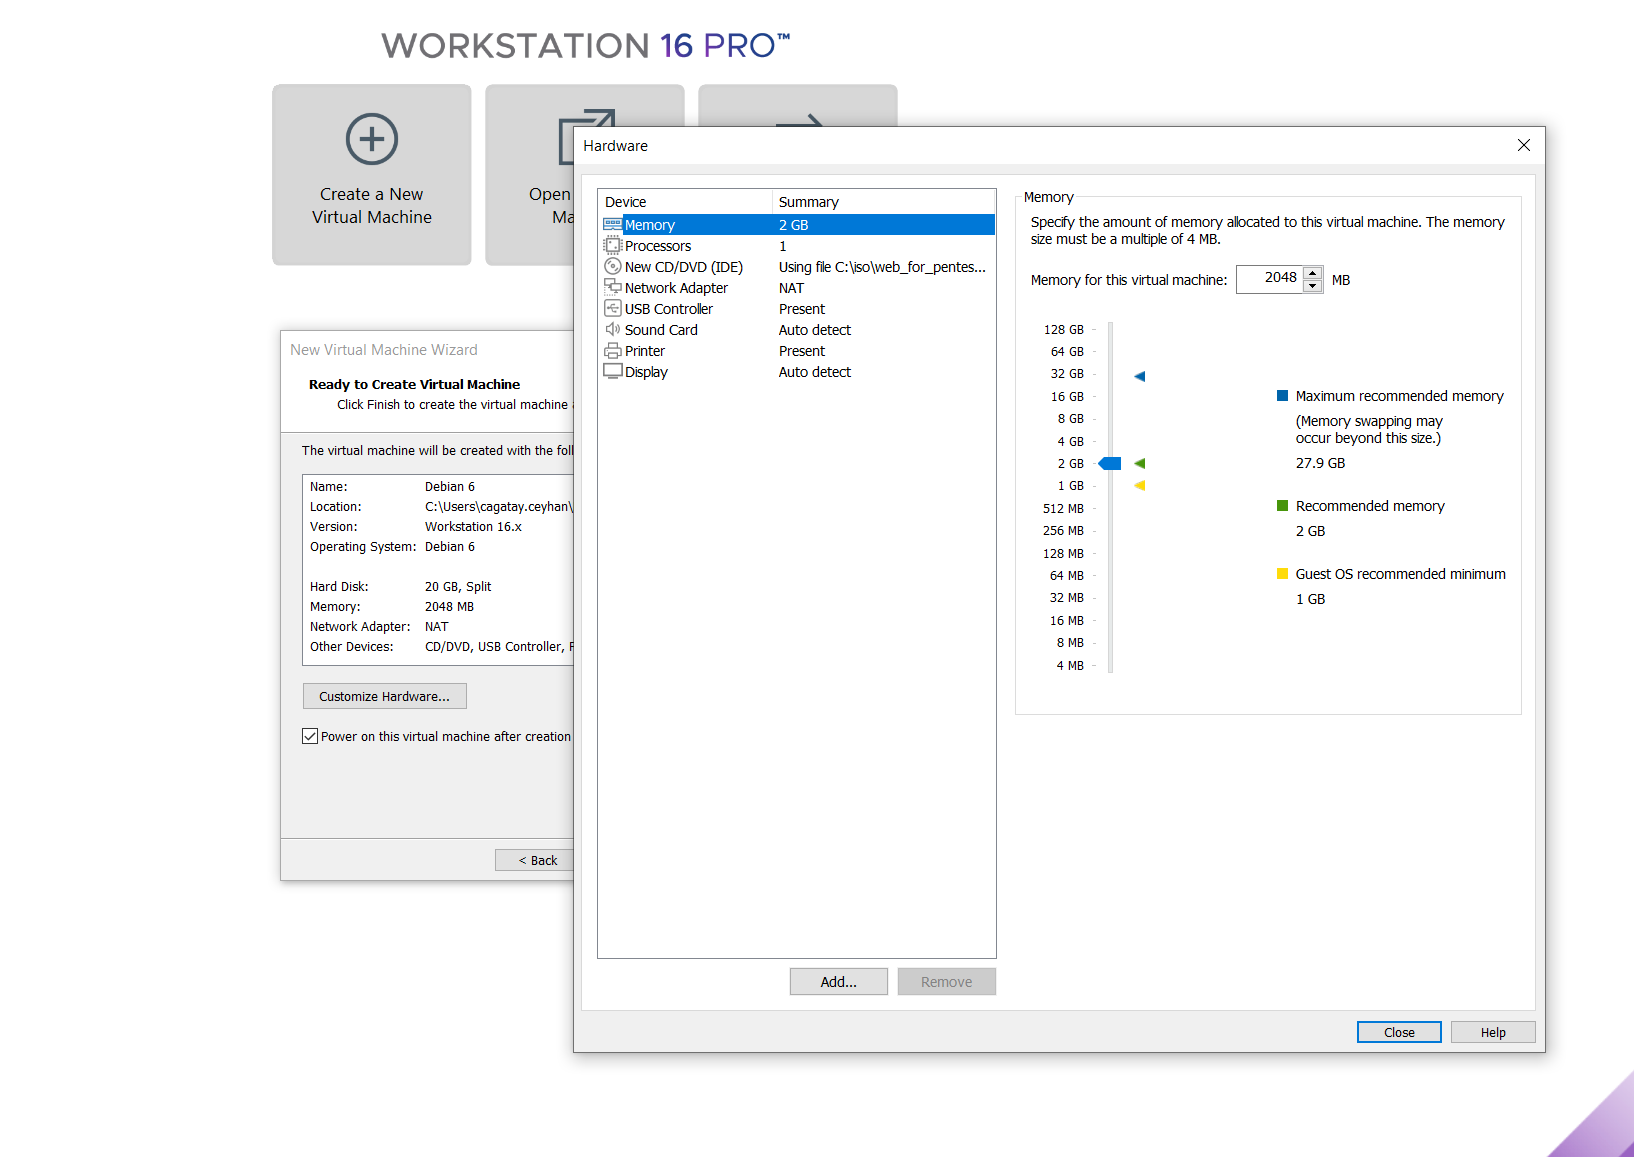 WORKSTATION 16 PRO™
Create a New
Virtual Machine
Open
Ma
New Virtual Machine Wizard
Ready to Create Virtual Machine
Click Finish to create the virtual machine
The virtual machine will be created with the foll
Name: Debian 6
Location: C:\Users\cagatay.ceyhan\
Version: Workstation 16.x
Operating System: Debian 6
Hard Disk: 20 GB, Split
Memory: 2048 MB
Network Adapter: NAT
Other Devices: CD/DVD, USB Controller, P
Customize Hardware...
Power on this virtual machine after creation
< Back
Hardware
Device Summary
Memory 2 GB
Processors 1
New CD/DVD (IDE) Using file C:\iso\web_for_pentes...
Network Adapter NAT
USB Controller Present
Sound Card Auto detect
Printer Present
Display Auto detect
Add...
Remove
Memory
Specify the amount of memory allocated to this virtual machine. The memory
size must be a multiple of 4 MB.
Memory for this virtual machine: 2048 MB
128 GB
64 GB
32 GB
16 GB
8 GB
4 GB
2 GB
1 GB
512 MB
256 MB
128 MB
64 MB
32 MB
16 MB
8 MB
4 MB
Maximum recommended memory
(Memory swapping may
occur beyond this size.)
27.9 GB
Recommended memory
2 GB
Guest OS recommended minimum
1 GB
Close
Help